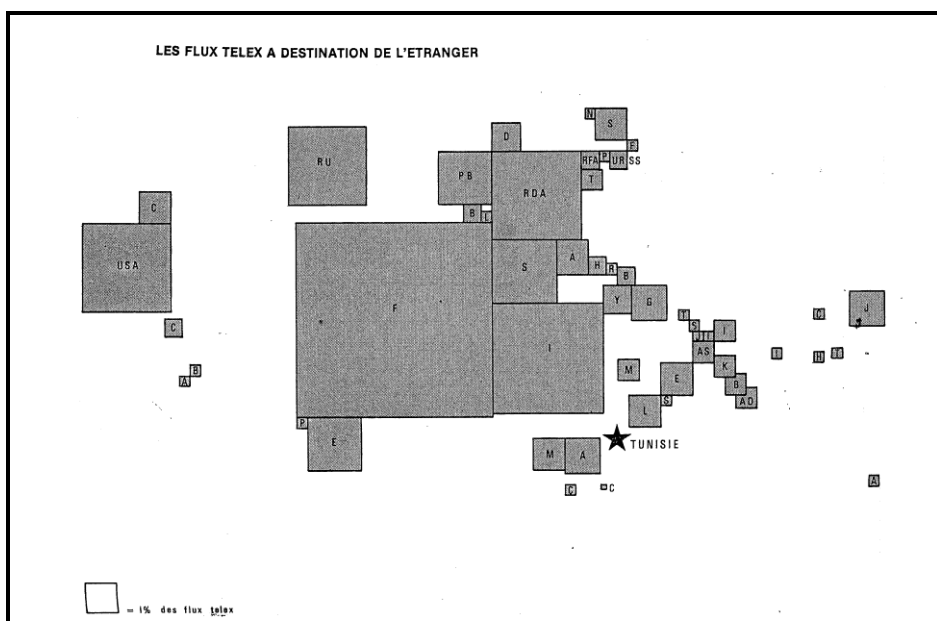 LES FLUX TELEX A DESTINATION DE L'ETRANGER
N
S
D
F
RU
PB
RFA
P
UR SS
T
RDA
C
B
L
USA
S
A
H
R
B
F
Y
G
J
T
C
S
I
C
I
JTI
AS
I
H
T
B
M
K
A
E
B
L
S
AD
P
E
TUNISIE
M
A
C
C
A
= 1% des flux telex